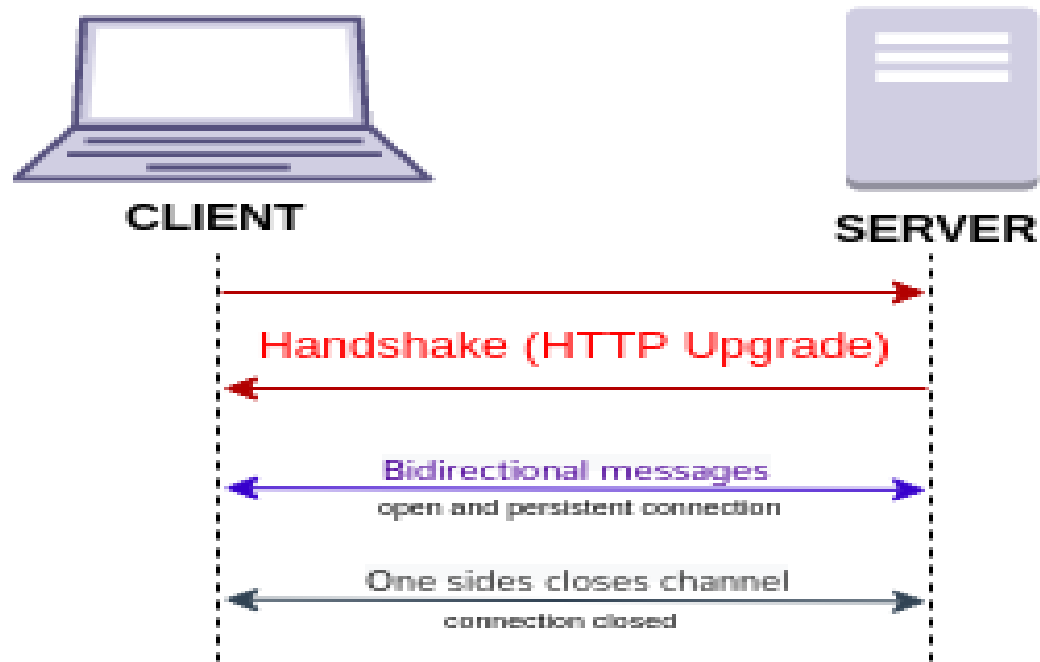 CLIENT
SERVER
Handshake (HTTP Upgrade)
Bidirectional messages
open and persistent connection
One sides closes channel
connection closed